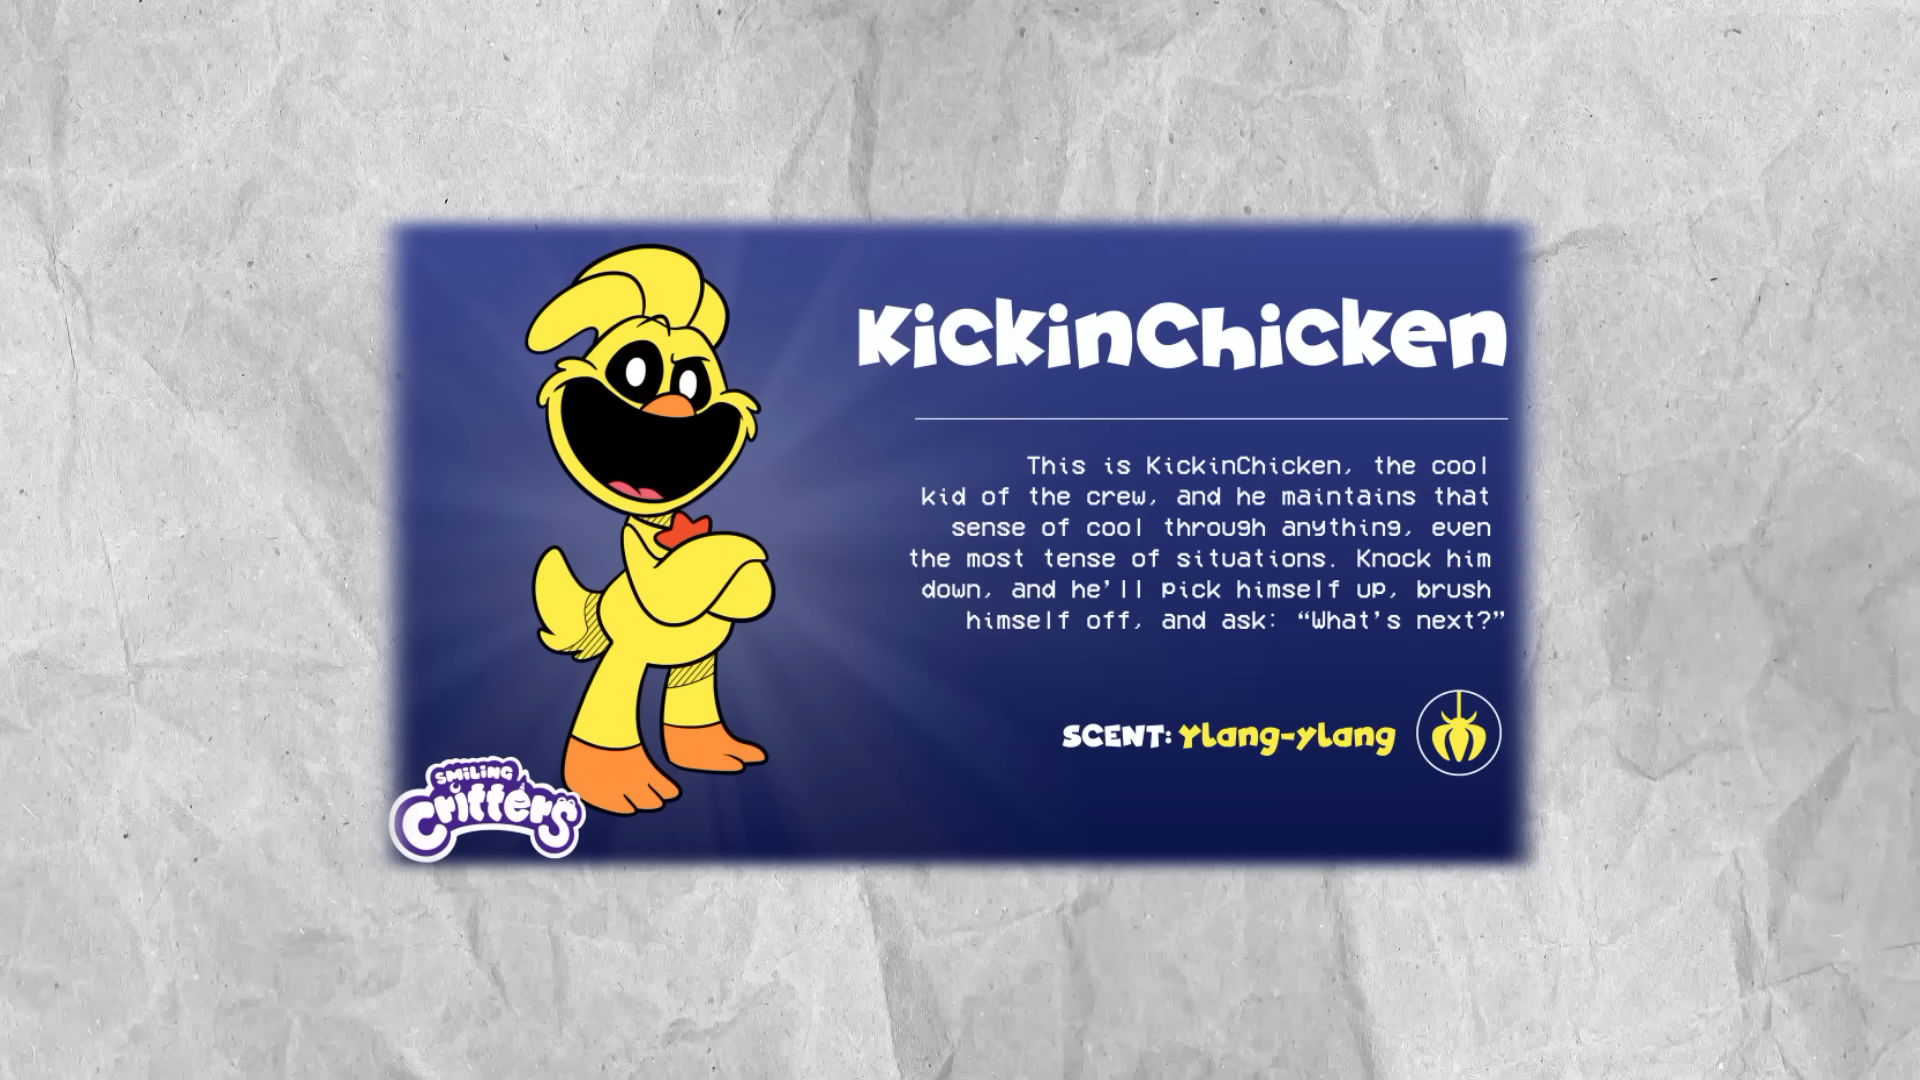 KickinChicken
This is KickinChicken, the cool
kid of the crew, and he maintains that
sense of cool through anything, even
the most tense of situations. Knock him
down, and he’ll pick himself up, brush
himself off, and ask: “What’s next?”
SCENT: Ylang-ylang
SMiLiNG
Critters